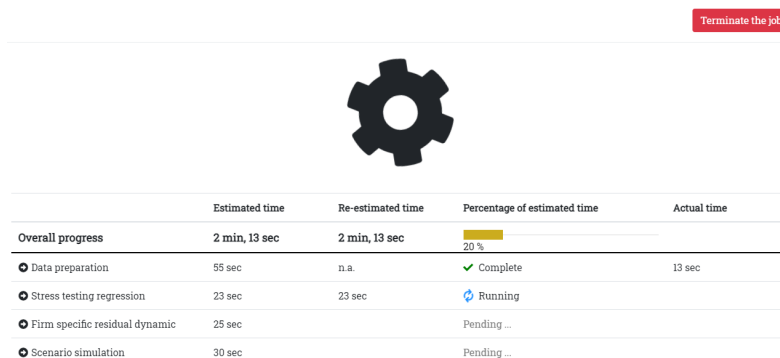 Terminate the job
Estimated time Re-estimated time Percentage of estimated time Actual time
Overall progress 2 min, 13 sec 2 min, 13 sec 20 %
Data preparation 55 sec n.a. Complete 13 sec
Stress testing regression 23 sec 23 sec Running
Firm specific residual dynamic 25 sec Pending ...
Scenario simulation 30 sec Pending ...